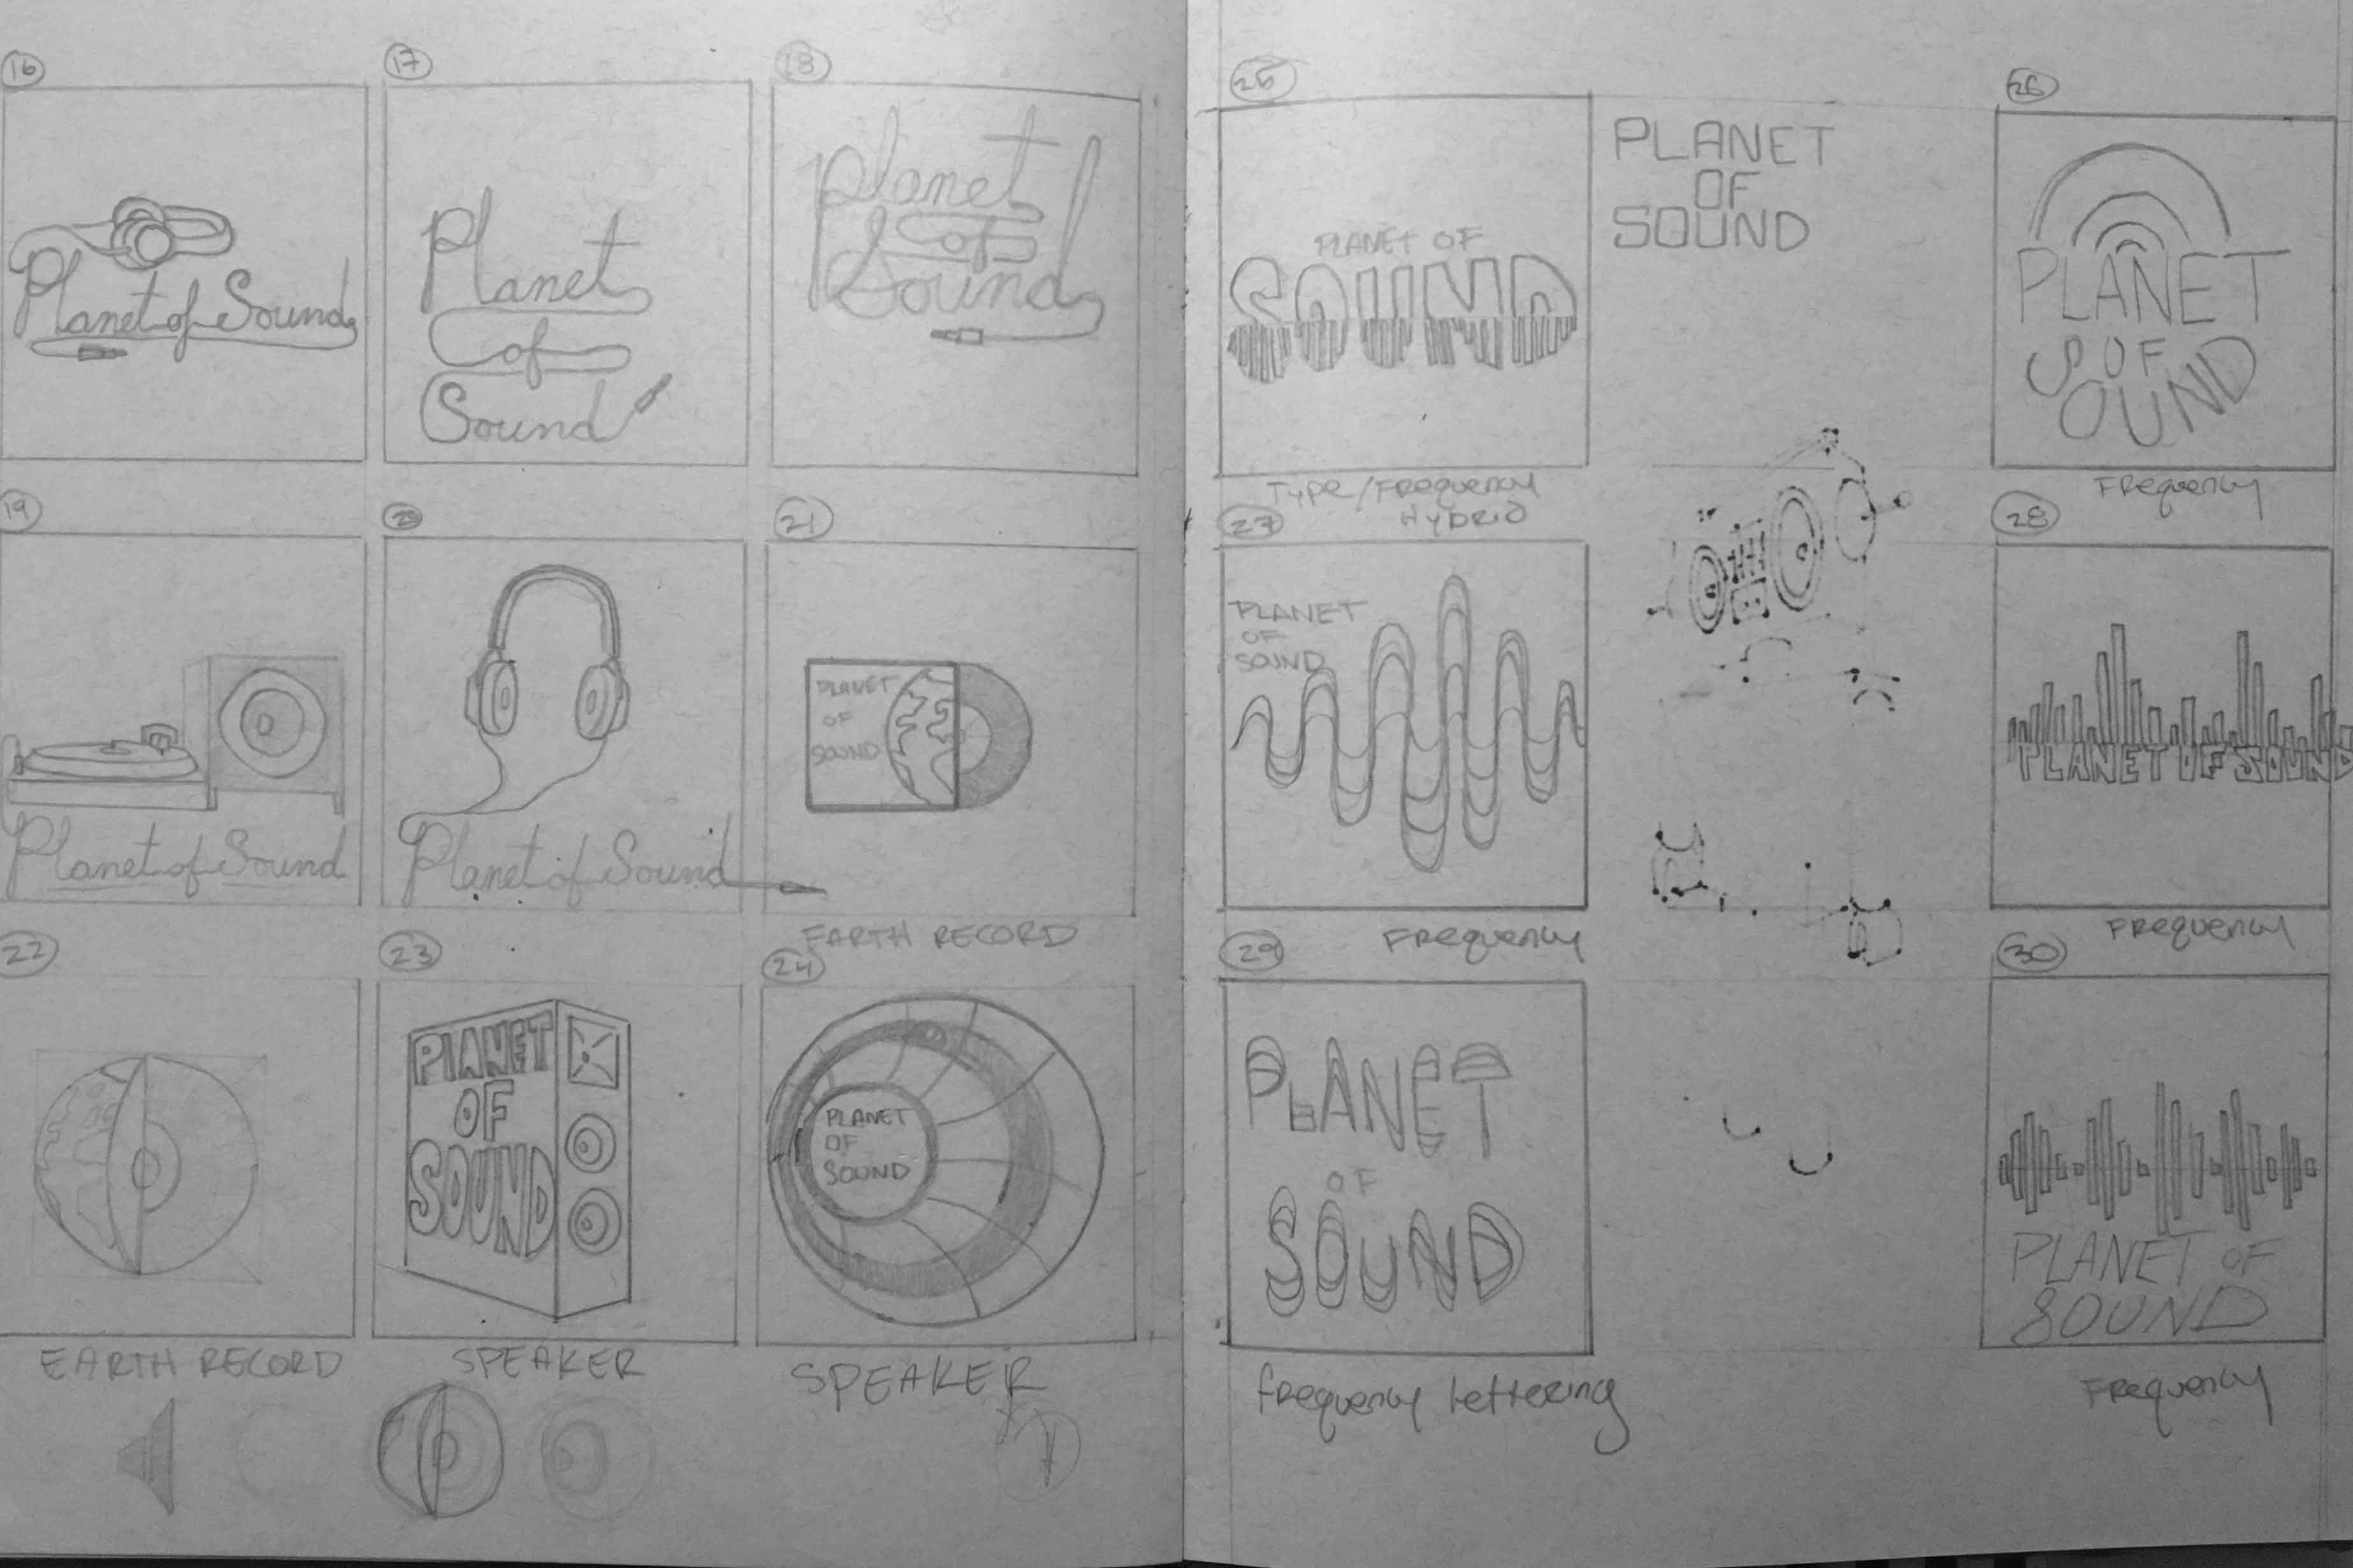 16
Planet of Sound
17
Planet
of
Sound
18
Planet
of
Sound
19
Planet of Sound
20
Planet of Sound
21
PLANET
OF
SOUND
EARTH RECORD
22
EARTH RECORD
23
PLANET
OF
SOUND
SPEAKER
24
PLANET
OF
SOUND
SPEAKER
25
PLANET OF
SOUND
TYPE/FREQUENCY
HYBRID
PLANET
OF
SOUND
26
PLANET
OF
SOUND
FREQUENCY
27
PLANET
OF
SOUND
FREQUENCY
28
PLANET OF SOUND
FREQUENCY
29
PLANET
OF
SOUND
frequency lettering
30
PLANET OF
SOUND
FREQUENCY